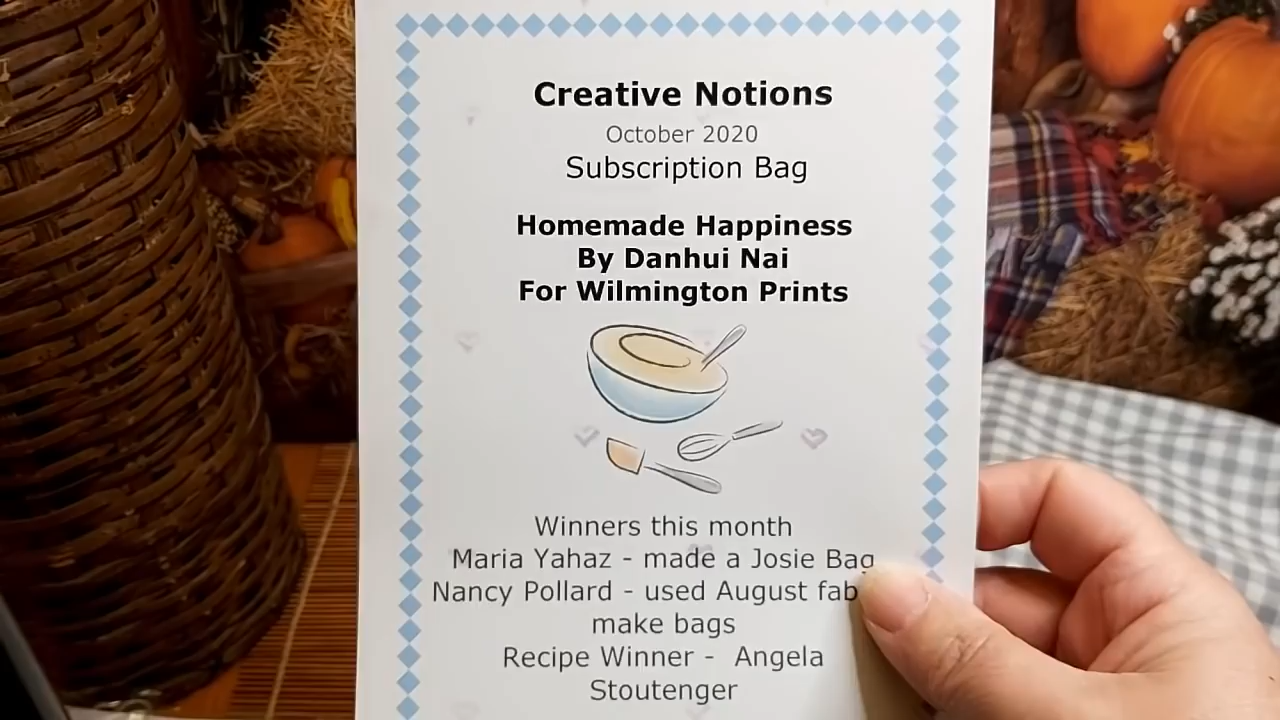 Creative Notions
October 2020
Subscription Bag
Homemade Happiness
By Danhui Nai
For Wilmington Prints
Winners this month
Maria Yahaz - made a Josie Bag
Nancy Pollard - used August
make bags
Recipe Winner - Angela
Stoutenger